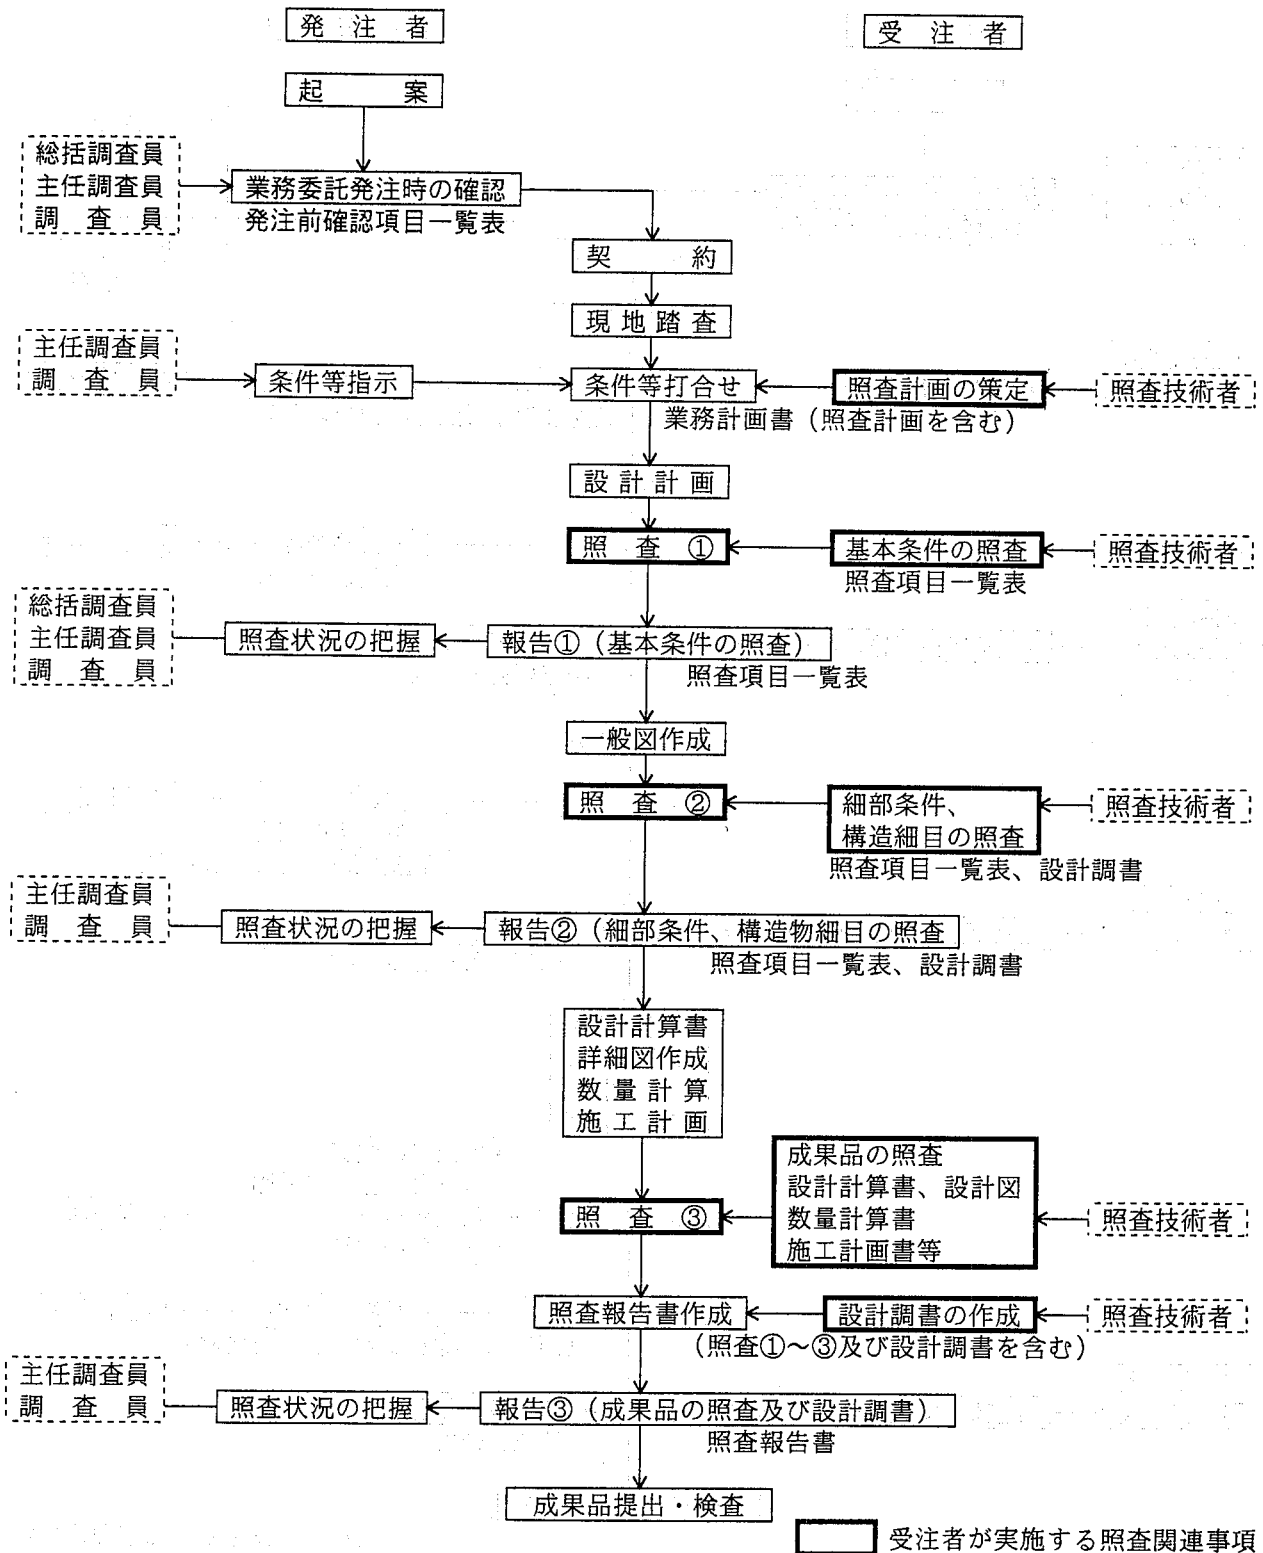 発注者
受注者
起案
総括調査員
主任調査員
調査員
業務委託発注時の確認
発注前確認項目一覧表
契約
現地踏査
主任調査員
調査員
条件等指示
条件等打合せ
照査計画の策定
照査技術者
業務計画書（照査計画を含む）
設計計画
照査①
基本条件の照査
照査技術者
照査項目一覧表
総括調査員
主任調査員
調査員
照査状況の把握
報告①（基本条件の照査）
照査項目一覧表
一般図作成
照査②
細部条件、
構造細目の照査
照査技術者
照査項目一覧表、設計調書
主任調査員
調査員
照査状況の把握
報告②（細部条件、構造物細目の照査
照査項目一覧表、設計調書
設計計算書
詳細図作成
数量計算
施工計画
成果品の照査
設計計算書、設計図
数量計算書
施工計画書等
照査③
照査技術者
照査報告書作成
設計調書の作成
照査技術者
（照査①～③及び設計調書を含む）
主任調査員
調査員
照査状況の把握
報告③（成果品の照査及び設計調書）
照査報告書
成果品提出・検査
受注者が実施する照査関連事項